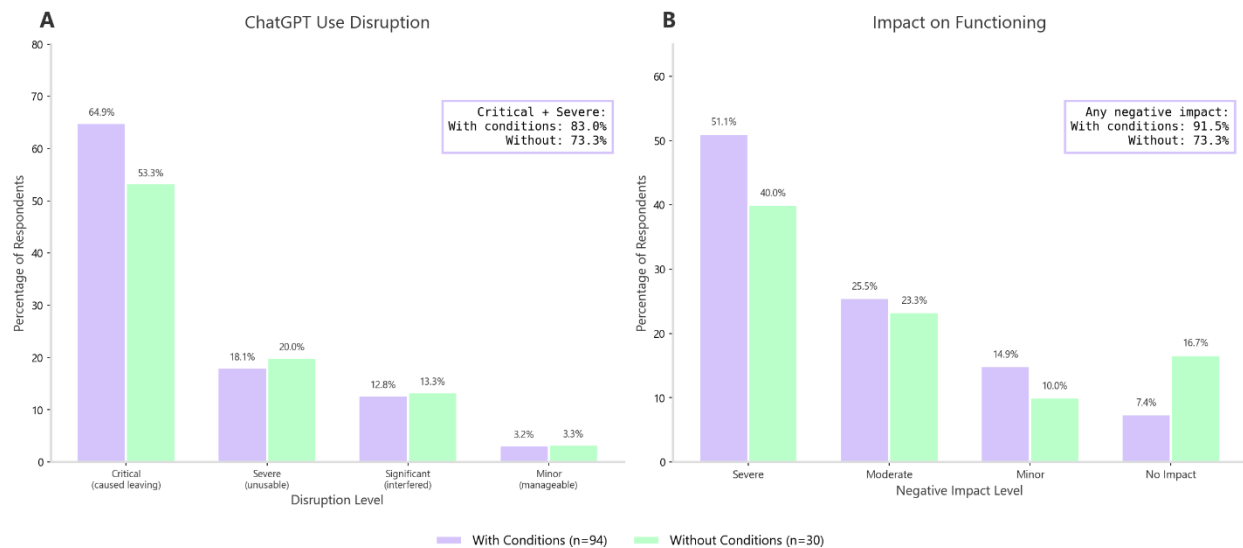 A
ChatGPT Use Disruption
Percentage of Respondents
80
70
60
50
40
30
20
10
0
64.9%
53.3%
18.1%
20.0%
12.8%
13.3%
3.2%
3.3%
Critical + Severe:
With conditions: 83.0%
Without: 73.3%
Critical
(caused leaving)
Severe
(unusable)
Significant
(interfered)
Minor
(manageable)
Disruption Level
B
Impact on Functioning
Percentage of Respondents
60
50
40
30
20
10
0
51.1%
40.0%
25.5%
23.3%
14.9%
10.0%
7.4%
16.7%
Any negative impact:
With conditions: 91.5%
Without: 73.3%
Severe
Moderate
Minor
No Impact
Negative Impact Level
With Conditions (n=94)
Without Conditions (n=30)